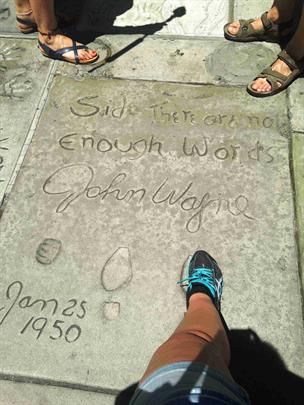 Sid - There are not
Enough Words
John Wayne
Jan 25
1950